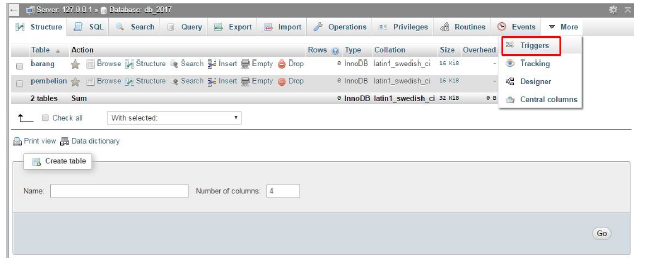 Server: 127.0.0.1 » Database: db_2017
Structure SQL Search Query Export Import Operations Privileges Routines Events More
Table Action Rows Type Collation Size Overhead
barang Browse Structure Search Insert Empty Drop 0 InnoDB latin1_swedish_ci 16 KiB -
pembelian Browse Structure Search Insert Empty Drop 0 InnoDB latin1_swedish_ci 16 KiB -
2 tables Sum 0 InnoDB latin1_swedish_ci 32 KiB 0 B
Triggers
Tracking
Designer
Central columns
Check all With selected:
Print view Data dictionary
Create table
Name: Number of columns: 4
Go